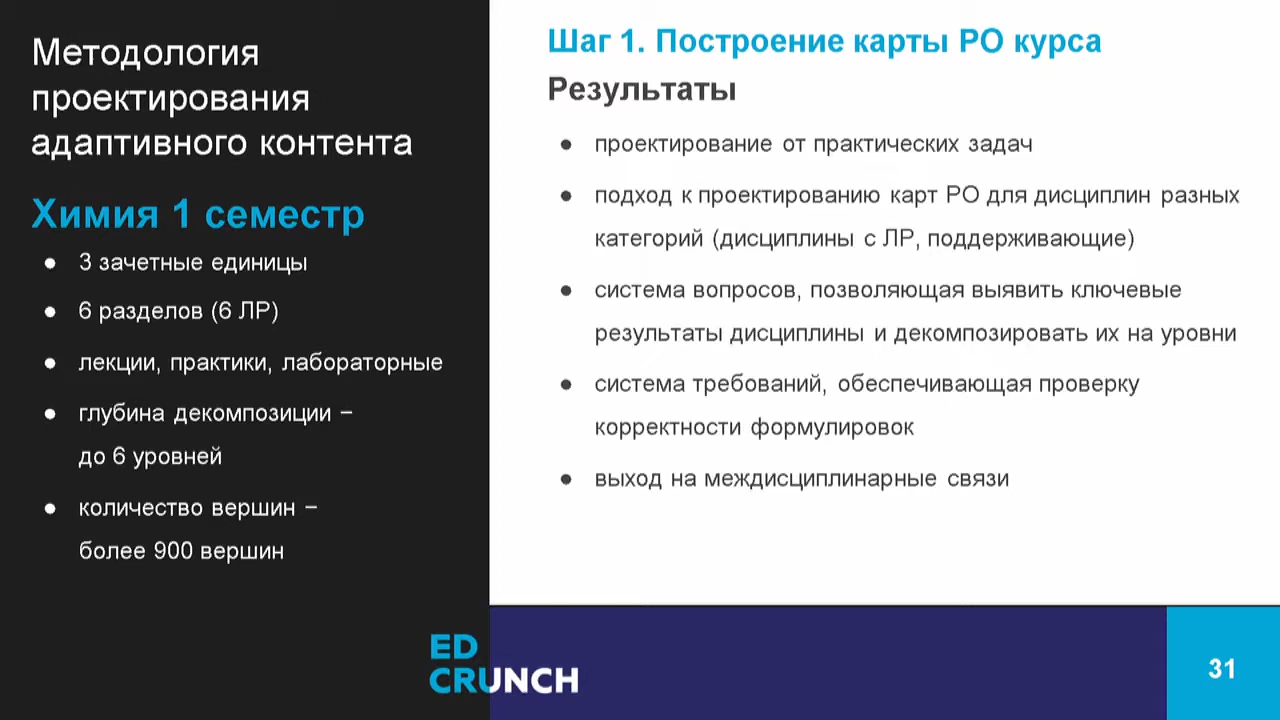 Методология
проектирования
адаптивного контента
Химия 1 семестр
● 3 зачетные единицы
● 6 разделов (6 ЛР)
● лекции, практики, лабораторные
● глубина декомпозиции –
до 6 уровней
● количество вершин –
более 900 вершин
Шаг 1. Построение карты РО курса
Результаты
● проектирование от практических задач
● подход к проектированию карт РО для дисциплин разных
категорий (дисциплины с ЛР, поддерживающие)
● система вопросов, позволяющая выявить ключевые
результаты дисциплины и декомпозировать их на уровни
● система требований, обеспечивающая проверку
корректности формулировок
● выход на междисциплинарные связи
ED
CRUNCH
31